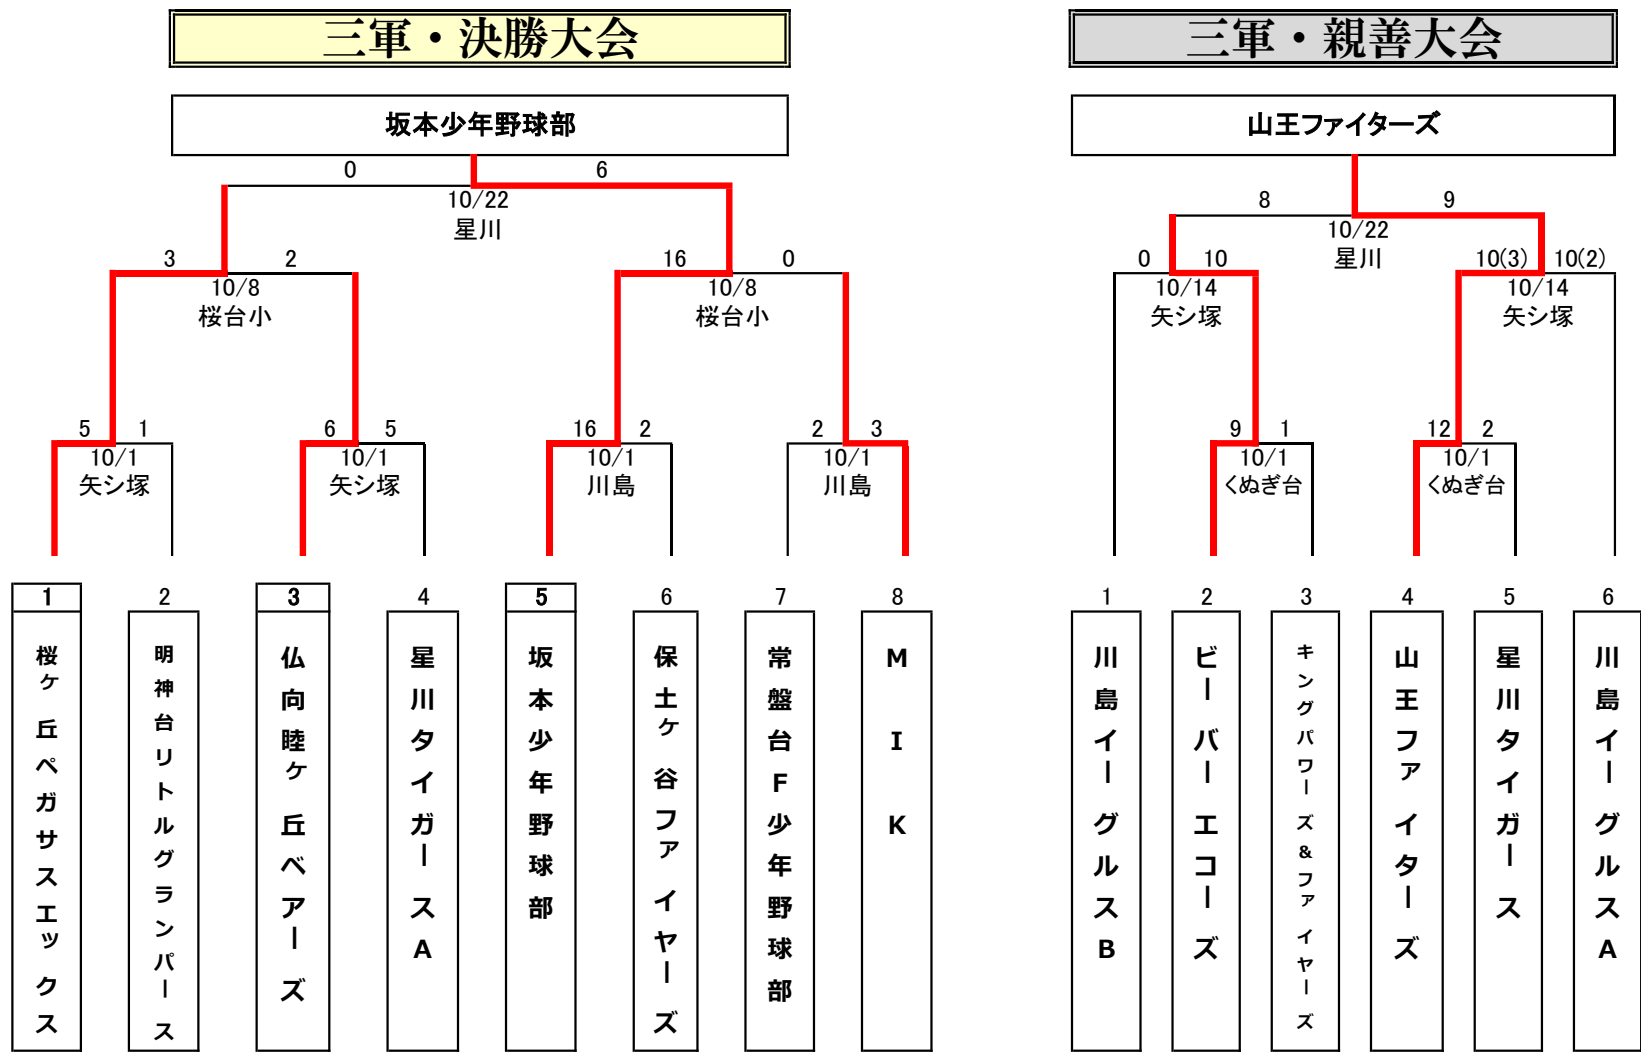 三軍・決勝大会
坂本少年野球部
0 6
10/22
星川
3 2 16 0
10/8 10/8
桜台小 桜台小
5 1 6 5 16 2 2 3
10/1 10/1 10/1 10/1
矢シ塚 矢シ塚 川島 川島
1 2 3 4 5 6 7 8
桜ヶ丘ペガサスエックス
明神台リトルグランパース
仏向睦ヶ丘ベアーズ
星川タイガースA
坂本少年野球部
保土ケ谷ファイヤーズ
常盤台F少年野球部
MIK
三軍・親善大会
山王ファイターズ
8 9
10/22
星川
0 10 10(3) 10(2)
10/14 10/14
矢シ塚 矢シ塚
9 1 12 2
10/1 10/1
くぬぎ台 くぬぎ台
1 2 3 4 5 6
川島イーグルスB
ビーバーエコーズ
キングパワーズ&ファイヤーズ
山王ファイターズ
星川タイガース
川島イーグルスA